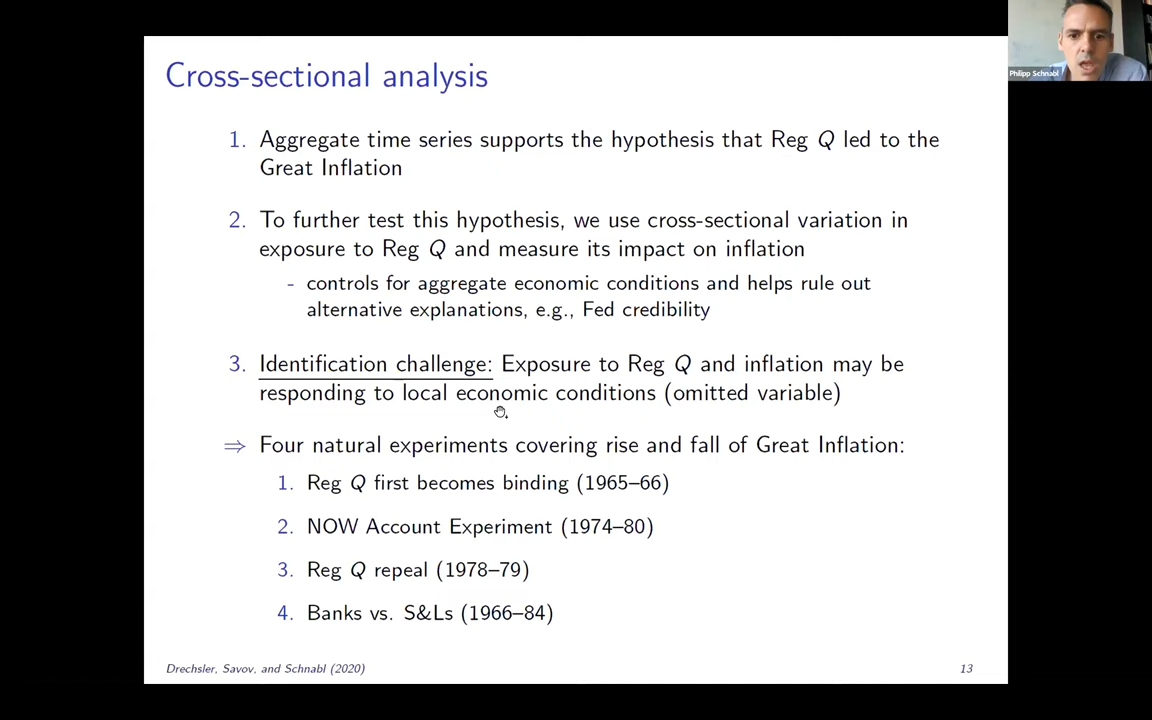 Philipp Schnabl
Cross-sectional analysis
1. Aggregate time series supports the hypothesis that Reg Q led to the
Great Inflation
2. To further test this hypothesis, we use cross-sectional variation in
exposure to Reg Q and measure its impact on inflation
- controls for aggregate economic conditions and helps rule out
alternative explanations, e.g., Fed credibility
3. Identification challenge: Exposure to Reg Q and inflation may be
responding to local economic conditions (omitted variable)
⇒ Four natural experiments covering rise and fall of Great Inflation:
1. Reg Q first becomes binding (1965–66)
2. NOW Account Experiment (1974–80)
3. Reg Q repeal (1978–79)
4. Banks vs. S&Ls (1966–84)
Drechsler, Savov, and Schnabl (2020) 13